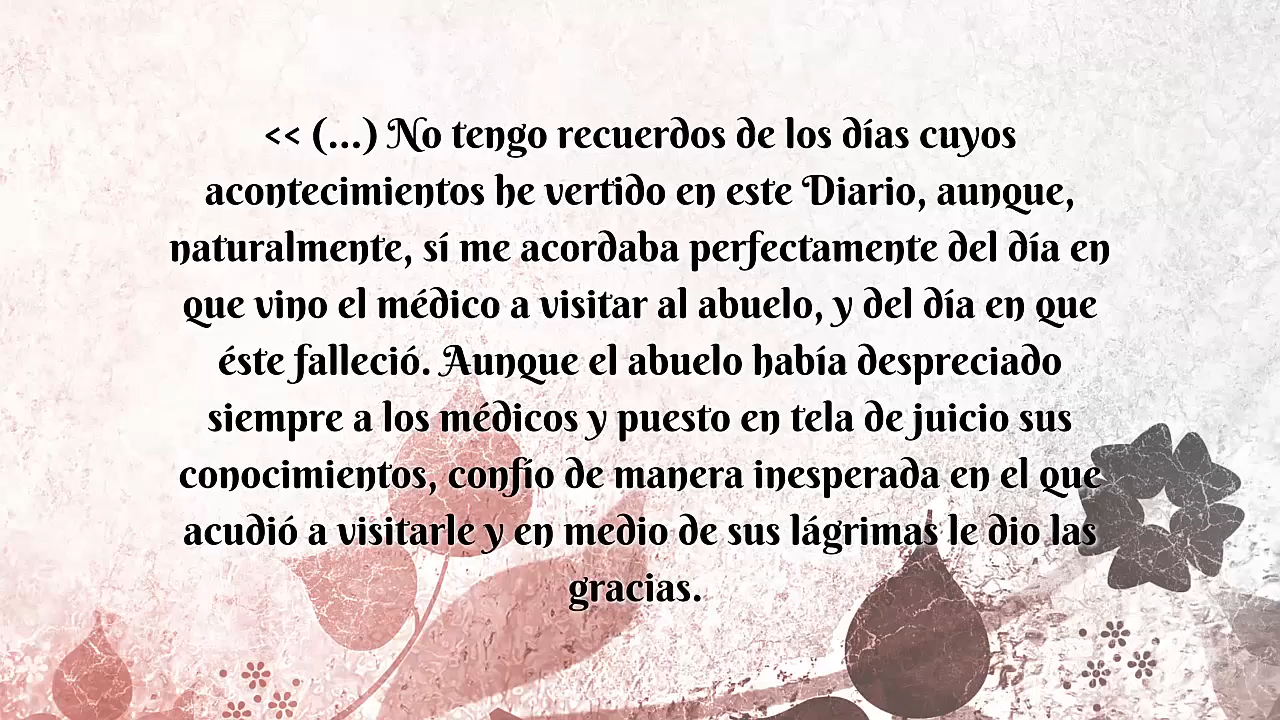 << (...) No tengo recuerdos de los días cuyos
acontecimientos he vertido en este Diario, aunque,
naturalmente, sí me acordaba perfectamente del día en
que vino el médico a visitar al abuelo, y del día en que
éste falleció. Aunque el abuelo había despreciado
siempre a los médicos y puesto en tela de juicio sus
conocimientos, confío de manera inesperada en el que
acudió a visitarle y en medio de sus lágrimas le dio las
gracias.